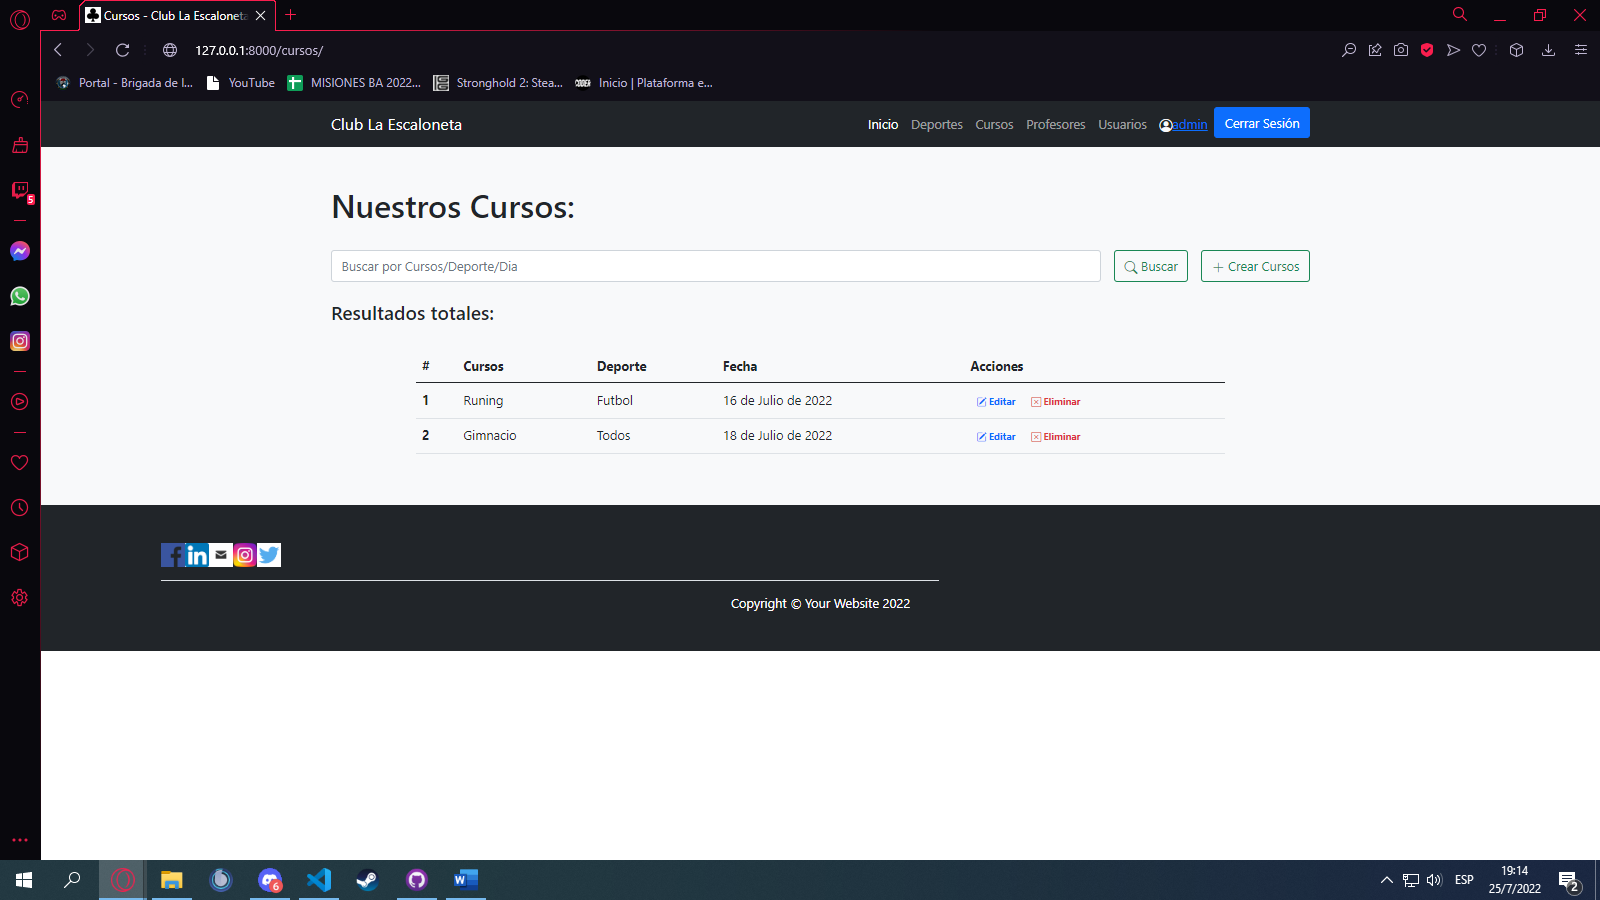 Cursos - Club La Escaloneta
127.0.0.1:8000/cursos/
Portal - Brigada de I... YouTube MISIONES BA 2022... Stronghold 2: Stea... CODER Inicio | Plataforma e...
Club La Escaloneta Inicio Deportes Cursos Profesores Usuarios admin Cerrar Sesión
5
Nuestros Cursos:
Buscar por Cursos/Deporte/Dia Buscar Crear Cursos
Resultados totales:
# Cursos Deporte Fecha Acciones
1 Runing Futbol 16 de Julio de 2022 Editar Eliminar
2 Gimnacio Todos 18 de Julio de 2022 Editar Eliminar
Copyright © Your Website 2022
6
ESP
19:14
25/7/2022
2